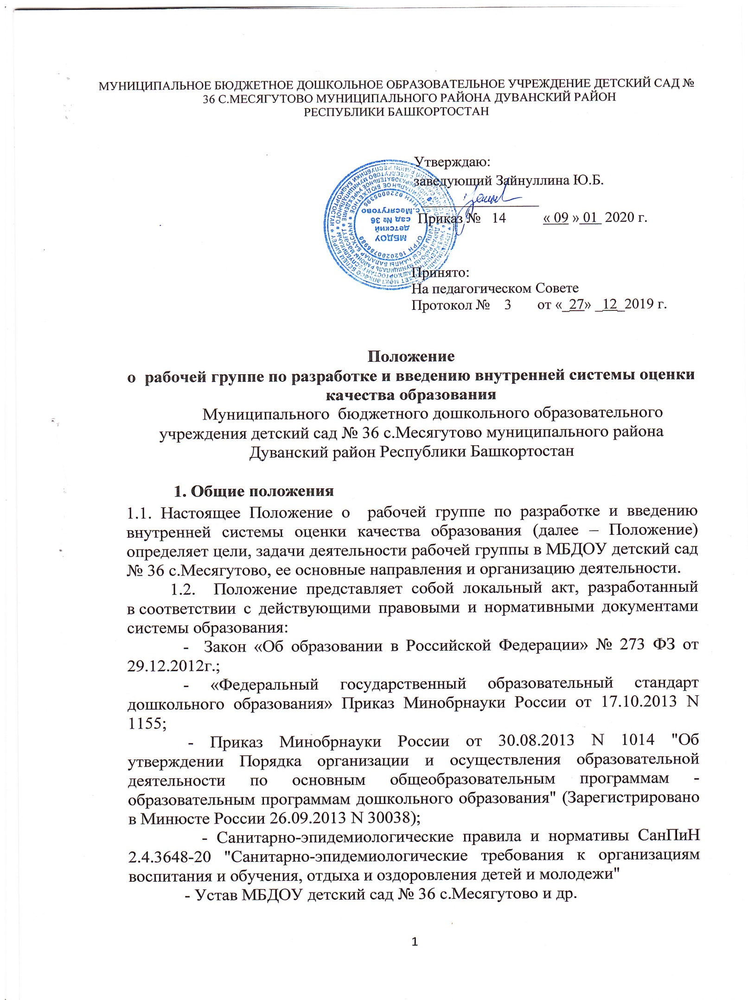 МУНИЦИПАЛЬНОЕ БЮДЖЕТНОЕ ДОШКОЛЬНОЕ ОБРАЗОВАТЕЛЬНОЕ УЧРЕЖДЕНИЕ ДЕТСКИЙ САД №
36 С.МЕСЯГУТОВО МУНИЦИПАЛЬНОГО РАЙОНА ДУВАНСКИЙ РАЙОН
РЕСПУБЛИКИ БАШКОРТОСТАН
Утверждаю:
заведующий Зайнуллина Ю.Б.
Приказ № 14 « 09 » 01 2020 г.
МБДОУ
детский
сад № 36
с.Месягутово
ОГРН 1020200786980
ИНН 0220005396
Принято:
На педагогическом Совете
Протокол № 3 от «_27» _12_2019 г.
Положение
о рабочей группе по разработке и введению внутренней системы оценки
качества образования
Муниципального бюджетного дошкольного образовательного
учреждения детский сад № 36 с.Месягутово муниципального района
Дуванский район Республики Башкортостан
1. Общие положения
1.1. Настоящее Положение о рабочей группе по разработке и введению
внутренней системы оценки качества образования (далее – Положение)
определяет цели, задачи деятельности рабочей группы в МБДОУ детский сад
№ 36 с.Месягутово, ее основные направления и организацию деятельности.
1.2. Положение представляет собой локальный акт, разработанный
в соответствии с действующими правовыми и нормативными документами
системы образования:
- Закон «Об образовании в Российской Федерации» № 273 ФЗ от
29.12.2012г.;
- «Федеральный государственный образовательный стандарт
дошкольного образования» Приказ Минобрнауки России от 17.10.2013 N
1155;
- Приказ Минобрнауки России от 30.08.2013 N 1014 "Об
утверждении Порядка организации и осуществления образовательной
деятельности по основным общеобразовательным программам -
образовательным программам дошкольного образования" (Зарегистрировано
в Минюсте России 26.09.2013 N 30038);
- Санитарно-эпидемиологические правила и нормативы СанПиН
2.4.3648-20 "Санитарно-эпидемиологические требования к организациям
воспитания и обучения, отдыха и оздоровления детей и молодежи"
- Устав МБДОУ детский сад № 36 с.Месягутово и др.
1